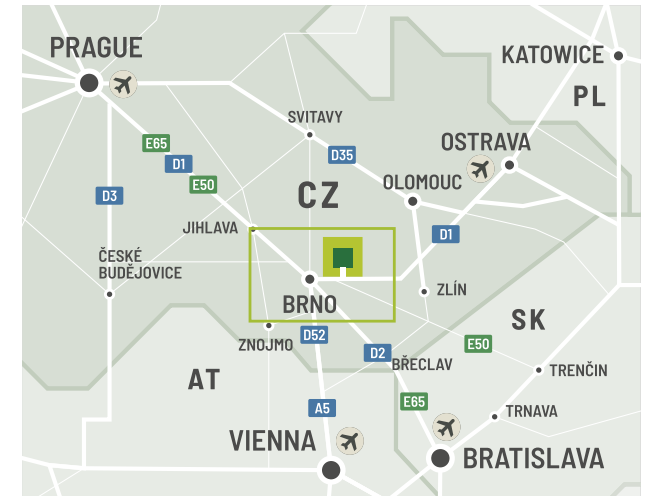 PRAGUE
KATOWICE
PL
SVITAVY
E65
D1
E50
D35
OSTRAVA
CZ
OLOMOUC
D3
JIHLAVA
D1
ČESKÉ
BUDĚJOVICE
ZLÍN
BRNO
SK
ZNOJMO
D52
E50
D2
BŘECLAV
AT
TRENČÍN
A5
E65
TRNAVA
VIENNA
BRATISLAVA